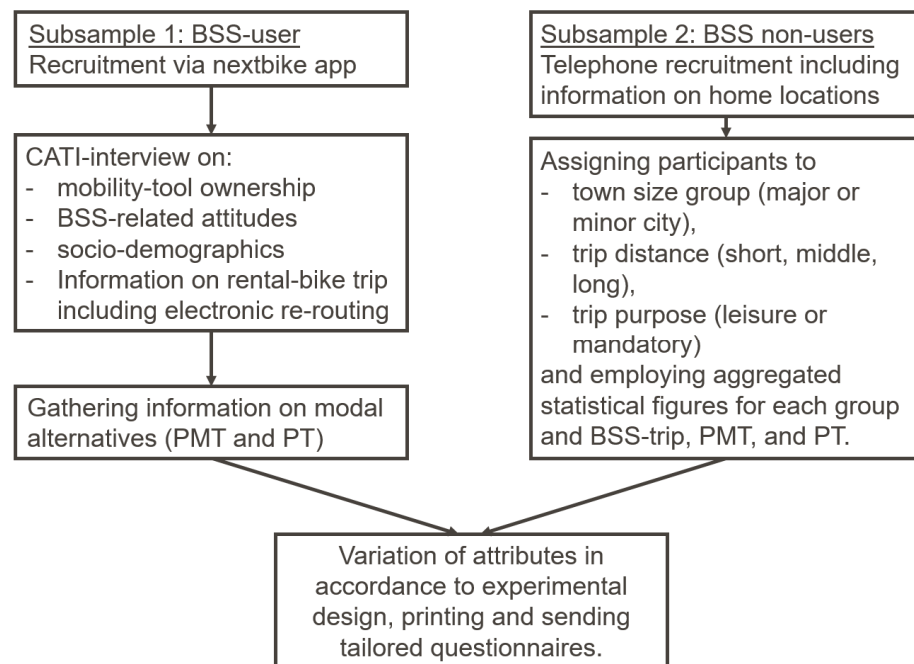 Subsample 1: BSS-user
Recruitment via nextbike app
CATI-interview on:
- mobility-tool ownership
- BSS-related attitudes
- socio-demographics
- Information on rental-bike trip
including electronic re-routing
Gathering information on modal
alternatives (PMT and PT)
Subsample 2: BSS non-users
Telephone recruitment including
information on home locations
Assigning participants to
- town size group (major or
minor city),
- trip distance (short, middle,
long),
- trip purpose (leisure or
mandatory)
and employing aggregated
statistical figures for each group
and BSS-trip, PMT, and PT.
Variation of attributes in
accordance to experimental
design, printing and sending
tailored questionnaires.